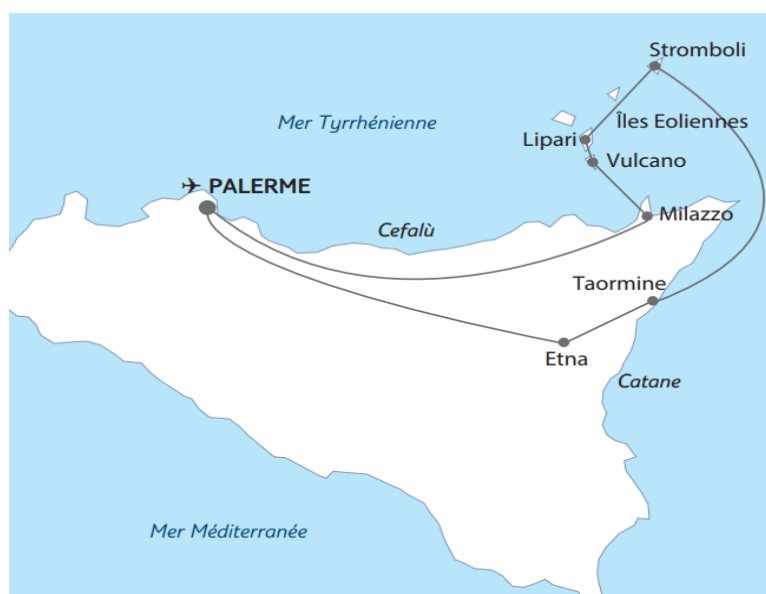 Stromboli
Mer Tyrrhénienne
Îles Eoliennes
Lipari
Vulcano
PALERME
Milazzo
Cefalù
Taormine
Etna
Catane
Mer Méditerranée